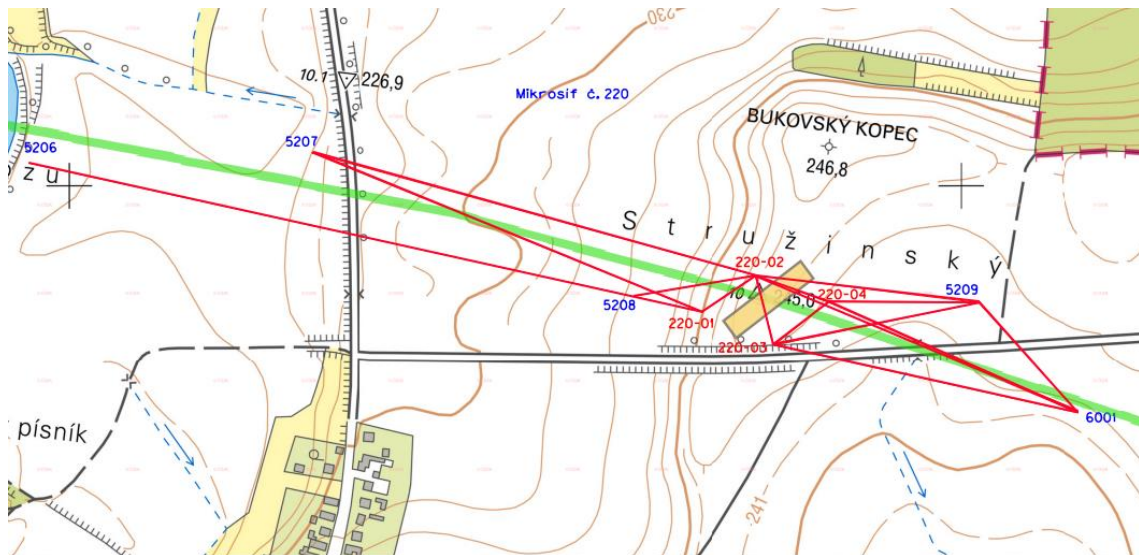 230
10.1
226,9
Mikrosíť č. 220
BUKOVSKÝ KOPEC
246,8
5206
5207
z u
S t r u ž i n s k ý
220-02
220-04
5209
5208
220-01
220-03
6001
písník
241